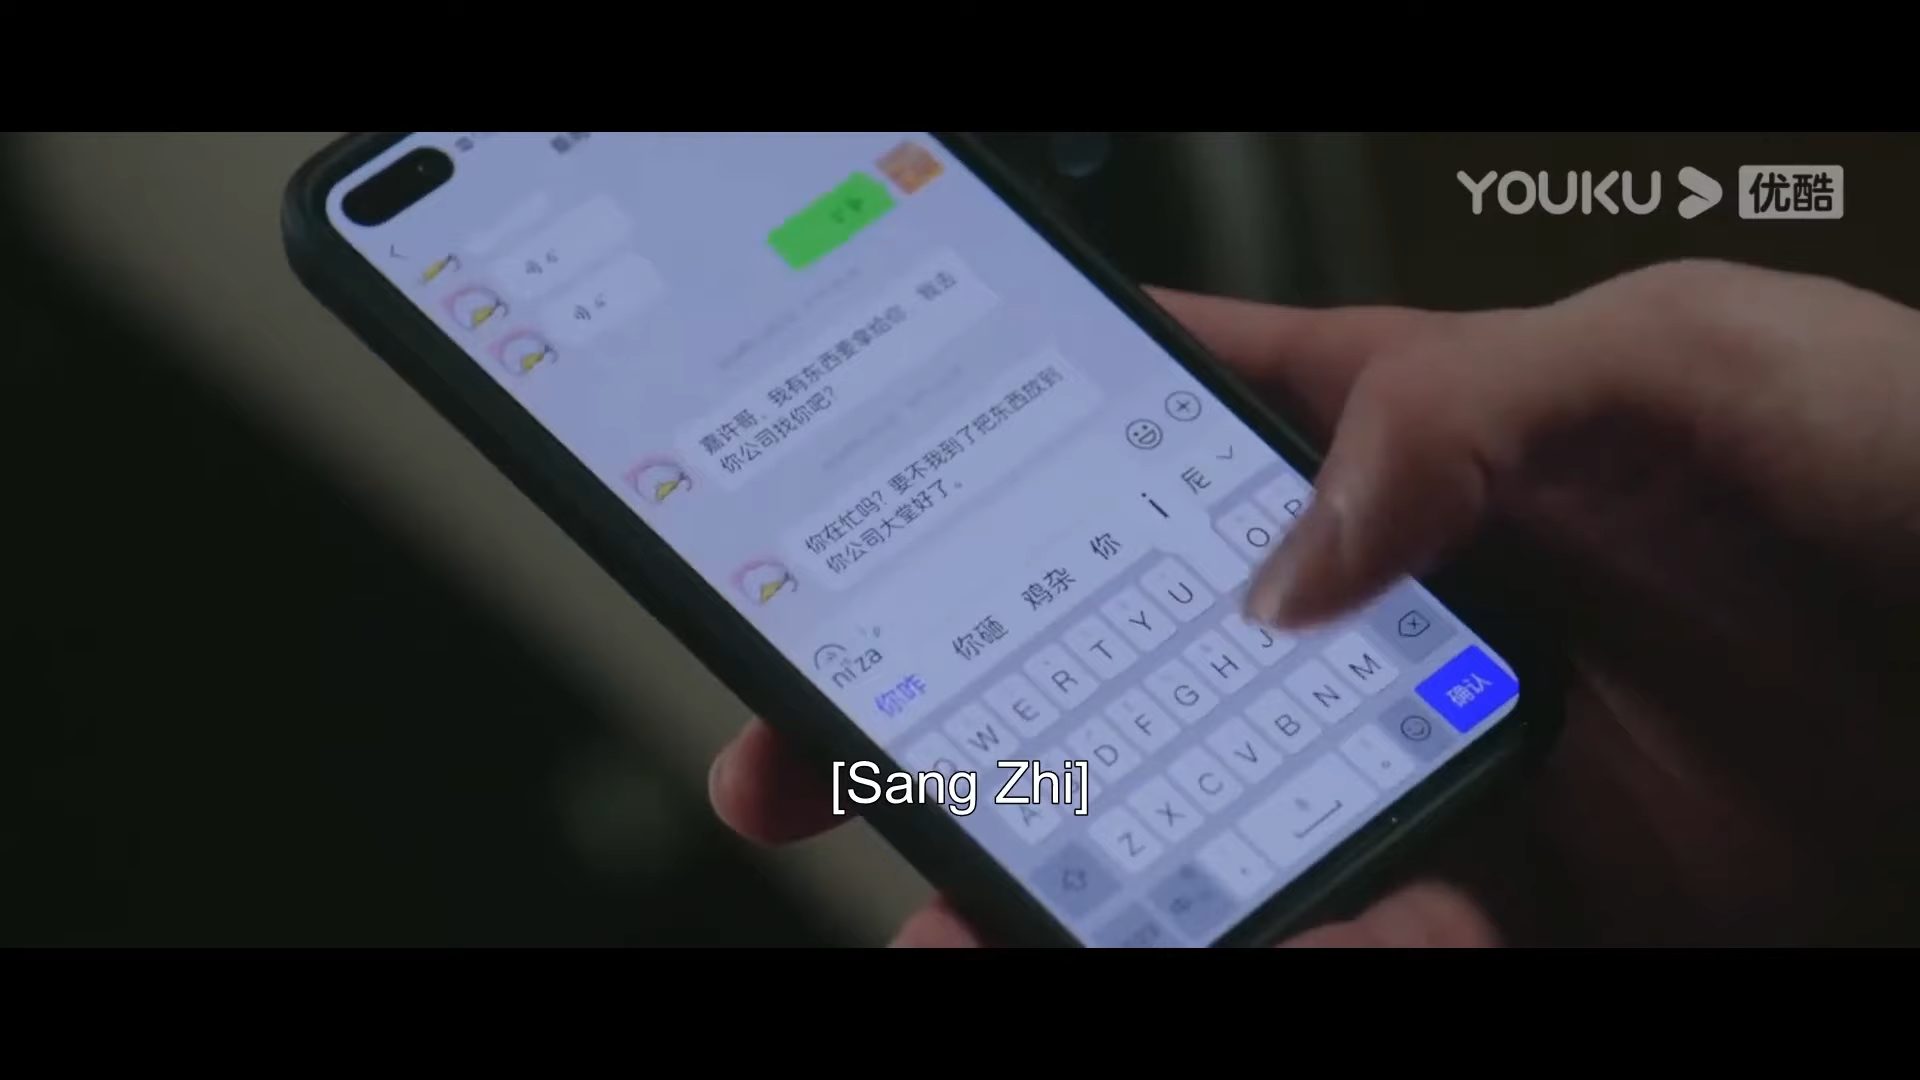 YOUKU 优酷
嘉许哥，我有东西要拿给你，我去
你公司找你吧？
你在忙吗？要不我到了把东西放到
你公司大堂好了。
ni'za
你咋 你砸 鸡杂 你 i 尼
Q W E R T Y U O P
A D F G H J
Z X C V B N M
确认
[Sang Zhi]